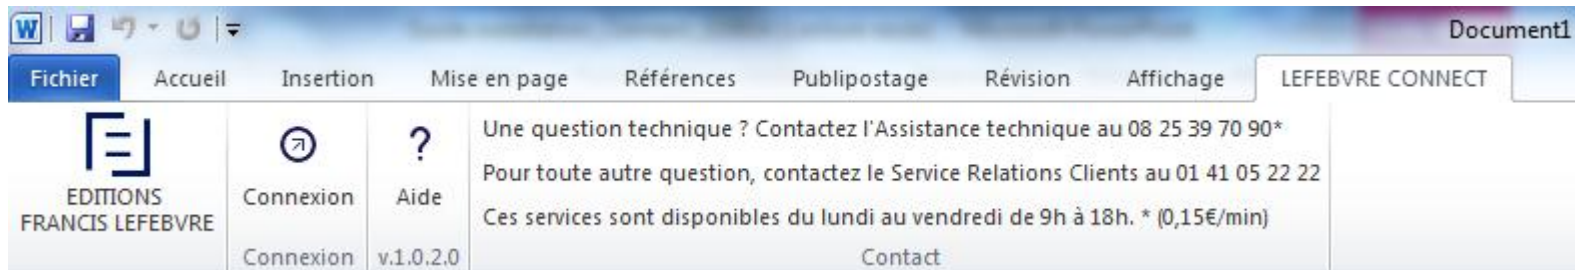 W
Document1
Fichier Accueil Insertion Mise en page Références Publipostage Révision Affichage LEFEBVRE CONNECT
EDITIONS
FRANCIS LEFEBVRE
Connexion
Connexion
?
Aide
v.1.0.2.0
Une question technique ? Contactez l'Assistance technique au 08 25 39 70 90*
Pour toute autre question, contactez le Service Relations Clients au 01 41 05 22 22
Ces services sont disponibles du lundi au vendredi de 9h à 18h. * (0,15€/min)
Contact